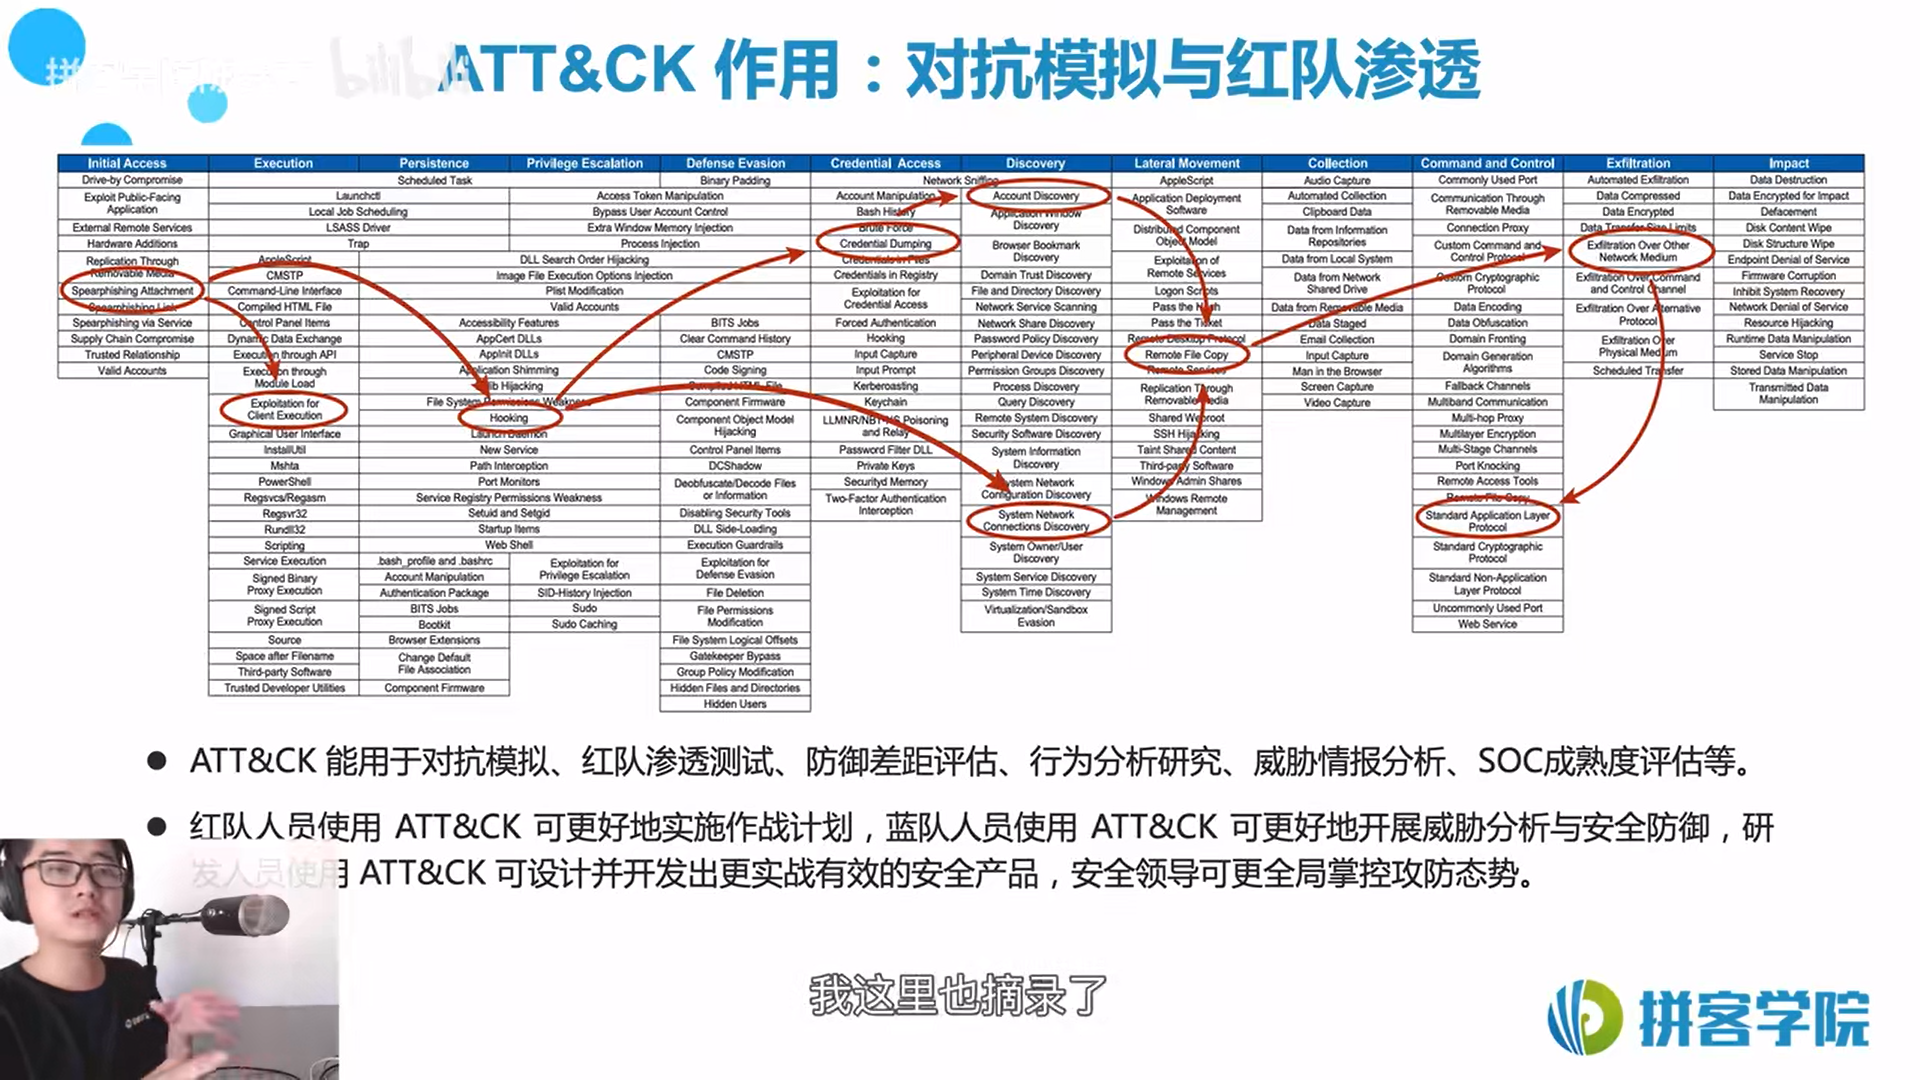 ATT&CK 作用：对抗模拟与红队渗透
bilibili
Initial Access
Drive-by Compromise
Exploit Public-Facing
Application
External Remote Services
Hardware Additions
Replication Through
Removable Media
Spearphishing Attachment
Spearphishing Link
Spearphishing via Service
Supply Chain Compromise
Trusted Relationship
Valid Accounts
Execution
Persistence
Privilege Escalation
Scheduled Task
Launchctl
Local Job Scheduling
LSASS Driver
Trap
Access Token Manipulation
Bypass User Account Control
Extra Window Memory Injection
Process Injection
AppleScript
CMSTP
Command-Line Interface
Compiled HTML File
Control Panel Items
Dynamic Data Exchange
Execution through API
Execution through
Module Load
Exploitation for
Client Execution
Graphical User Interface
InstallUtil
Mshta
PowerShell
Regsvcs/Regasm
Regsvr32
Rundll32
Scripting
Service Execution
Signed Binary
Proxy Execution
Signed Script
Proxy Execution
Source
Space after Filename
Third-party Software
Trusted Developer Utilities
DLL Search Order Hijacking
Image File Execution Options Injection
Plist Modification
Valid Accounts
Accessibility Features
AppCert DLLs
AppInit DLLs
Application Shimming
Dylib Hijacking
File System Permissions Weakness
Hooking
Launch Daemon
New Service
Path Interception
Port Monitors
Service Registry Permissions Weakness
Setuid and Setgid
Startup Items
Web Shell
.bash_profile and .bashrc
Account Manipulation
Authentication Package
BITS Jobs
Bootkit
Browser Extensions
Change Default
File Association
Component Firmware
Exploitation for
Privilege Escalation
SID-History Injection
Sudo
Sudo Caching
Defense Evasion
Binary Padding
BITS Jobs
Clear Command History
CMSTP
Code Signing
Compiled HTML File
Component Firmware
Component Object Model
Hijacking
Control Panel Items
DCShadow
Deobfuscate/Decode Files
or Information
Disabling Security Tools
DLL Side-Loading
Execution Guardrails
Exploitation for
Defense Evasion
File Deletion
File Permissions
Modification
File System Logical Offsets
Gatekeeper Bypass
Group Policy Modification
Hidden Files and Directories
Hidden Users
Credential Access
Network Sniffing
Account Manipulation
Bash History
Brute Force
Credential Dumping
Credentials in Files
Credentials in Registry
Exploitation for
Credential Access
Forced Authentication
Hooking
Input Capture
Input Prompt
Kerberoasting
Keychain
LLMNR/NBT-NS Poisoning
and Relay
Password Filter DLL
Private Keys
Securityd Memory
Two-Factor Authentication
Interception
Discovery
Account Discovery
Application Window
Discovery
Browser Bookmark
Discovery
Domain Trust Discovery
File and Directory Discovery
Network Service Scanning
Network Share Discovery
Password Policy Discovery
Peripheral Device Discovery
Permission Groups Discovery
Process Discovery
Query Discovery
Remote System Discovery
Security Software Discovery
System Information
Discovery
System Network
Configuration Discovery
System Network
Connections Discovery
System Owner/User
Discovery
System Service Discovery
System Time Discovery
Virtualization/Sandbox
Evasion
Lateral Movement
AppleScript
Application Deployment
Software
Distributed Component
Object Model
Exploitation of
Remote Services
Logon Scripts
Pass the Hash
Pass the Ticket
Remote Desktop Protocol
Remote File Copy
Remote Services
Replication Through
Removable Media
Shared Webroot
SSH Hijacking
Taint Shared Content
Third-party Software
Windows Admin Shares
Windows Remote
Management
Collection
Audio Capture
Automated Collection
Clipboard Data
Data from Information
Repositories
Data from Local System
Data from Network
Shared Drive
Data from Removable Media
Data Staged
Email Collection
Input Capture
Man in the Browser
Screen Capture
Video Capture
Command and Control
Commonly Used Port
Communication Through
Removable Media
Connection Proxy
Custom Command and
Control Protocol
Custom Cryptographic
Protocol
Data Encoding
Data Obfuscation
Domain Fronting
Domain Generation
Algorithms
Fallback Channels
Multiband Communication
Multi-hop Proxy
Multilayer Encryption
Multi-Stage Channels
Port Knocking
Remote Access Tools
Remote File Copy
Standard Application Layer
Protocol
Standard Cryptographic
Protocol
Standard Non-Application
Layer Protocol
Uncommonly Used Port
Web Service
Exfiltration
Automated Exfiltration
Data Compressed
Data Encrypted
Data Transfer Size Limits
Exfiltration Over Other
Network Medium
Exfiltration Over Command
and Control Channel
Exfiltration Over Alternative
Protocol
Exfiltration Over
Physical Medium
Scheduled Transfer
Impact
Data Destruction
Data Encrypted for Impact
Defacement
Disk Content Wipe
Disk Structure Wipe
Endpoint Denial of Service
Firmware Corruption
Inhibit System Recovery
Network Denial of Service
Resource Hijacking
Runtime Data Manipulation
Service Stop
Stored Data Manipulation
Transmitted Data
Manipulation
● ATT&CK 能用于对抗模拟、红队渗透测试、防御差距评估、行为分析研究、威胁情报分析、SOC成熟度评估等。
● 红队人员使用 ATT&CK 可更好地实施作战计划，蓝队人员使用 ATT&CK 可更好地开展威胁分析与安全防御，研
发人员使用 ATT&CK 可设计并开发出更实战有效的安全产品，安全领导可更全局掌控攻防态势。
我这里也摘录了
拼客学院